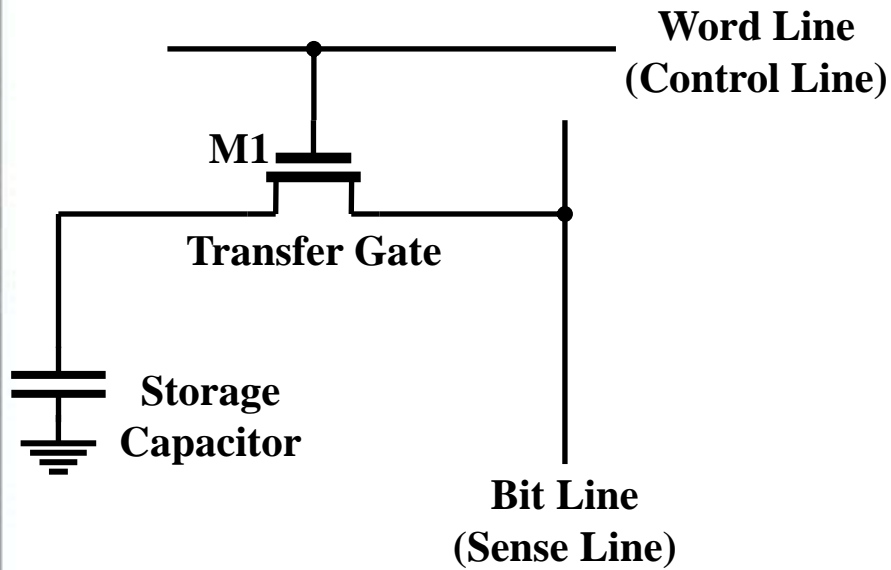 Word Line
(Control Line)
M1
Transfer Gate
Storage
Capacitor
Bit Line
(Sense Line)